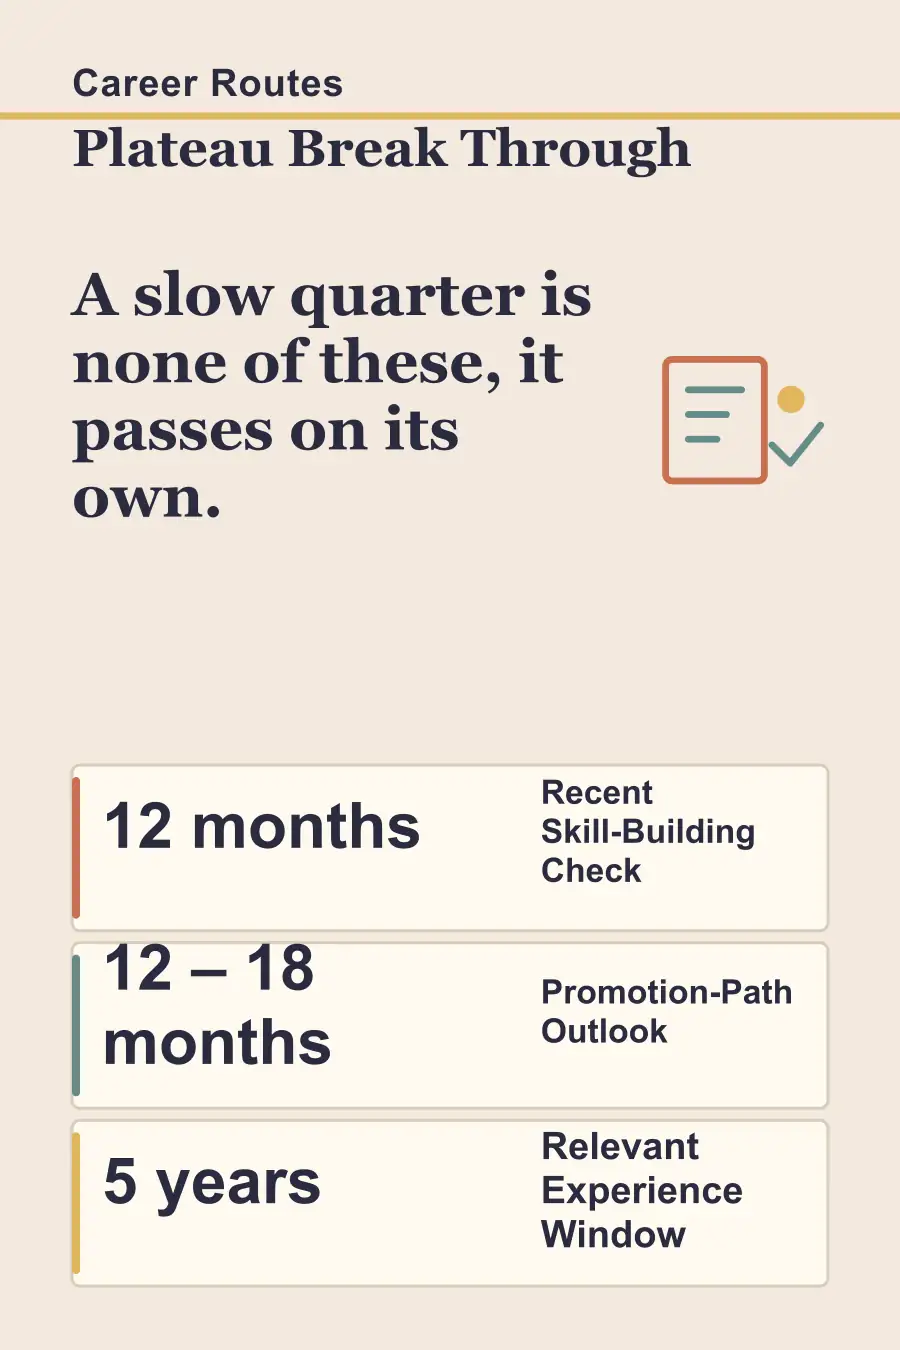 Career Routes
Plateau Break Through
A slow quarter is
none of these, it
passes on its
own.
12 months
Recent
Skill-Building
Check
12 – 18
months
Promotion-Path
Outlook
5 years
Relevant
Experience
Window